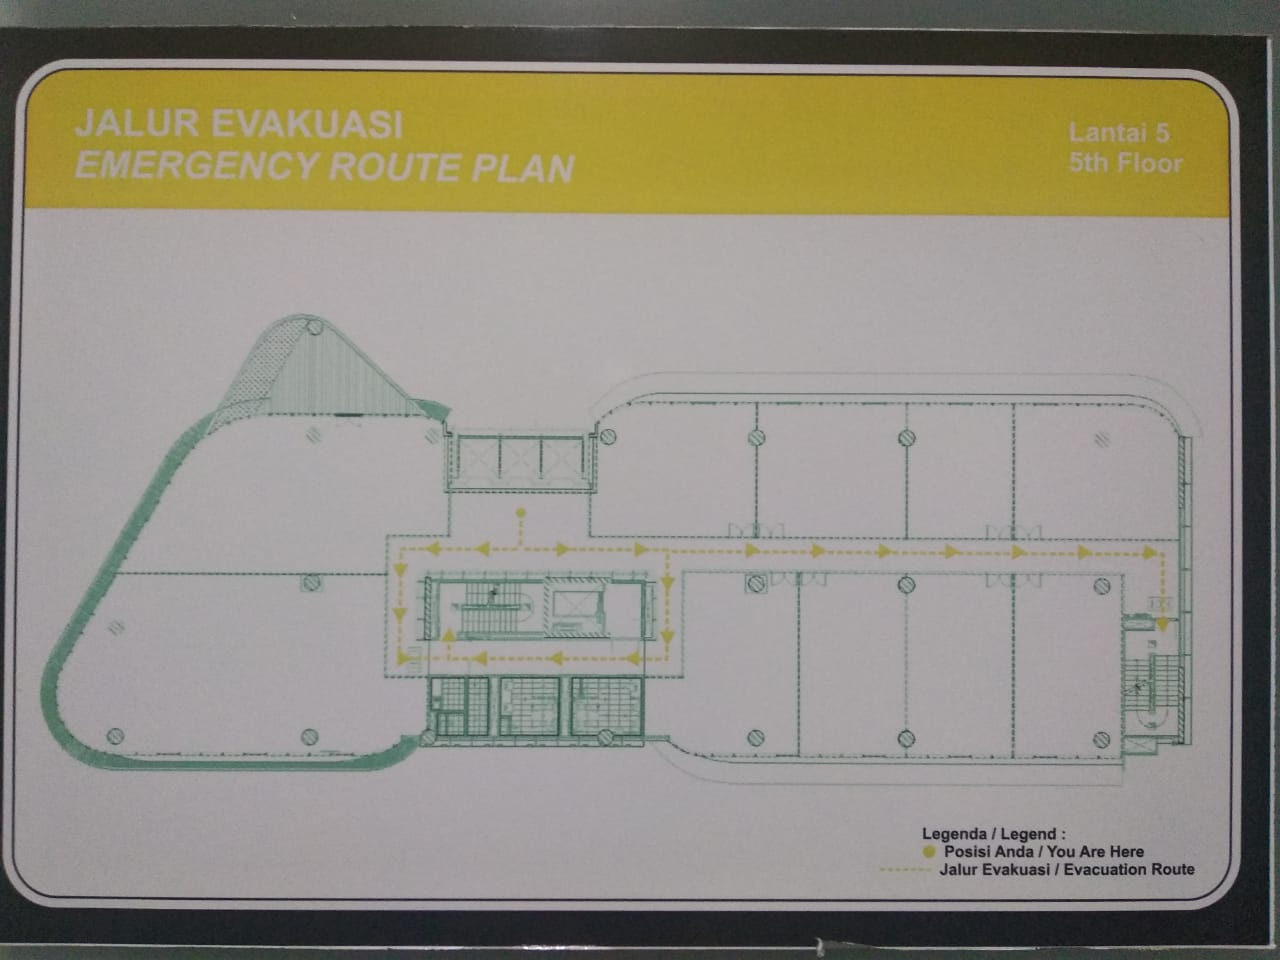 JALUR EVAKUASI
EMERGENCY ROUTE PLAN
Lantai 5
5th Floor
Legenda / Legend :
Posisi Anda / You Are Here
Jalur Evakuasi / Evacuation Route